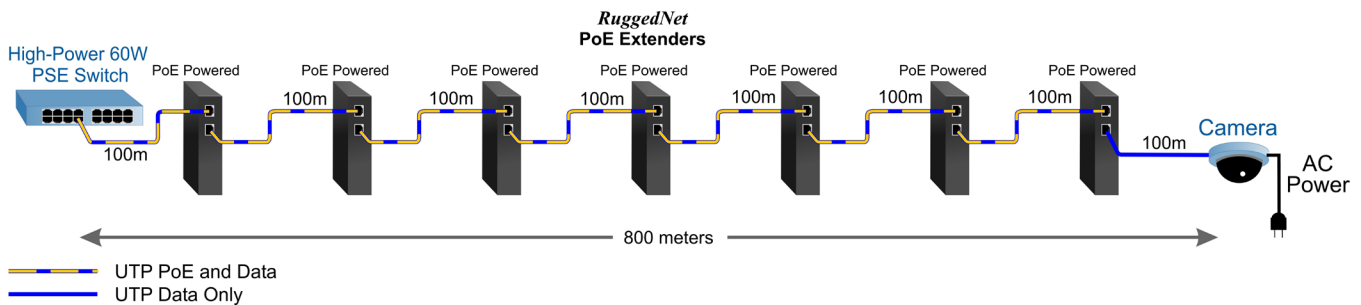 RuggedNet
PoE Extenders
High-Power 60W
PSE Switch
PoE Powered
PoE Powered
PoE Powered
PoE Powered
PoE Powered
PoE Powered
PoE Powered
100m
100m
100m
100m
100m
100m
100m
100m
Camera
AC
Power
800 meters
UTP PoE and Data
UTP Data Only